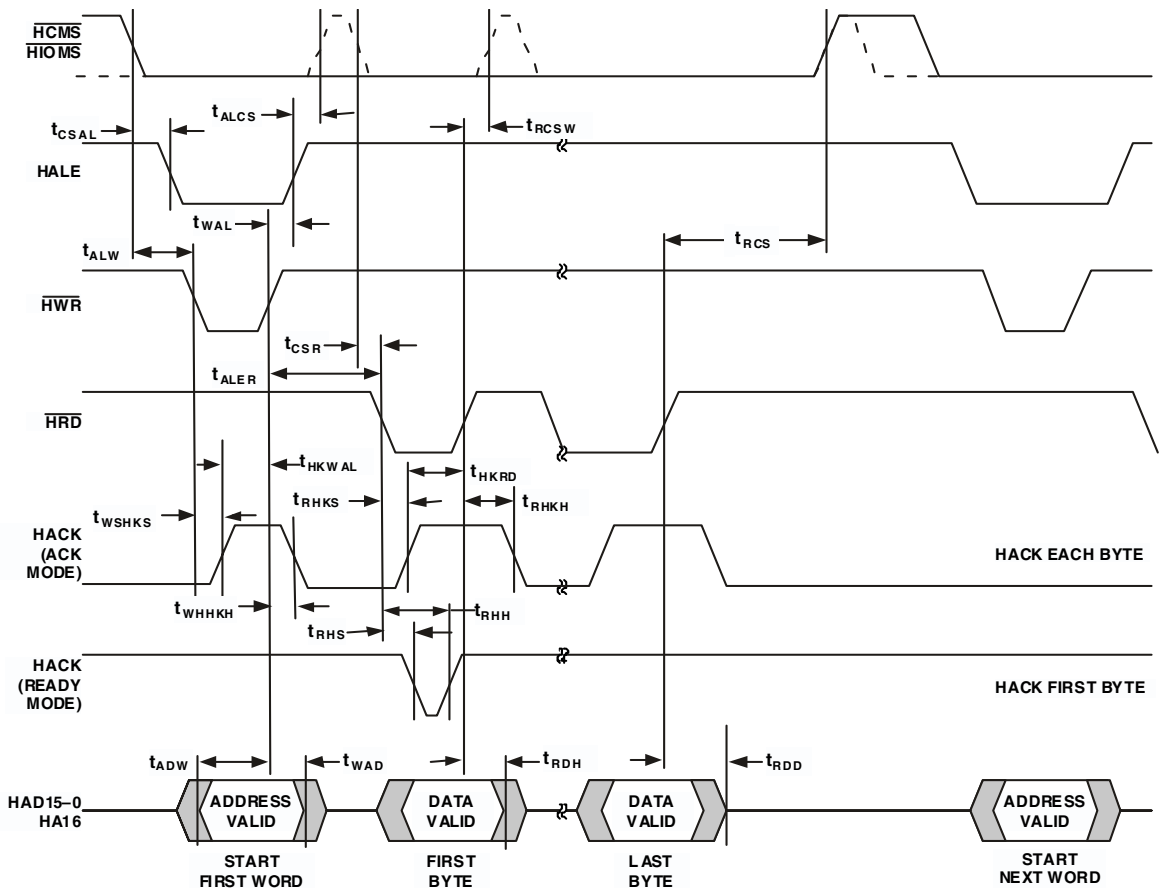 HCMS
HIOMS
tALCS
tCSAL
tRCSW
HALE
tWAL
tRCS
tALW
HWR
tCSR
tALER
HRD
tHKWAL
tHKRD
tRHKS
tRHKH
tWSHKS
HACK
(ACK
MODE)
HACK EACH BYTE
tWHHKH
tRHH
tRHS
HACK
(READY
MODE)
HACK FIRST BYTE
tADW
tWAD
tRDH
tRDD
HAD15–0
HA16
ADDRESS
VALID
DATA
VALID
DATA
VALID
ADDRESS
VALID
START
FIRST WORD
FIRST
BYTE
LAST
BYTE
START
NEXT WORD